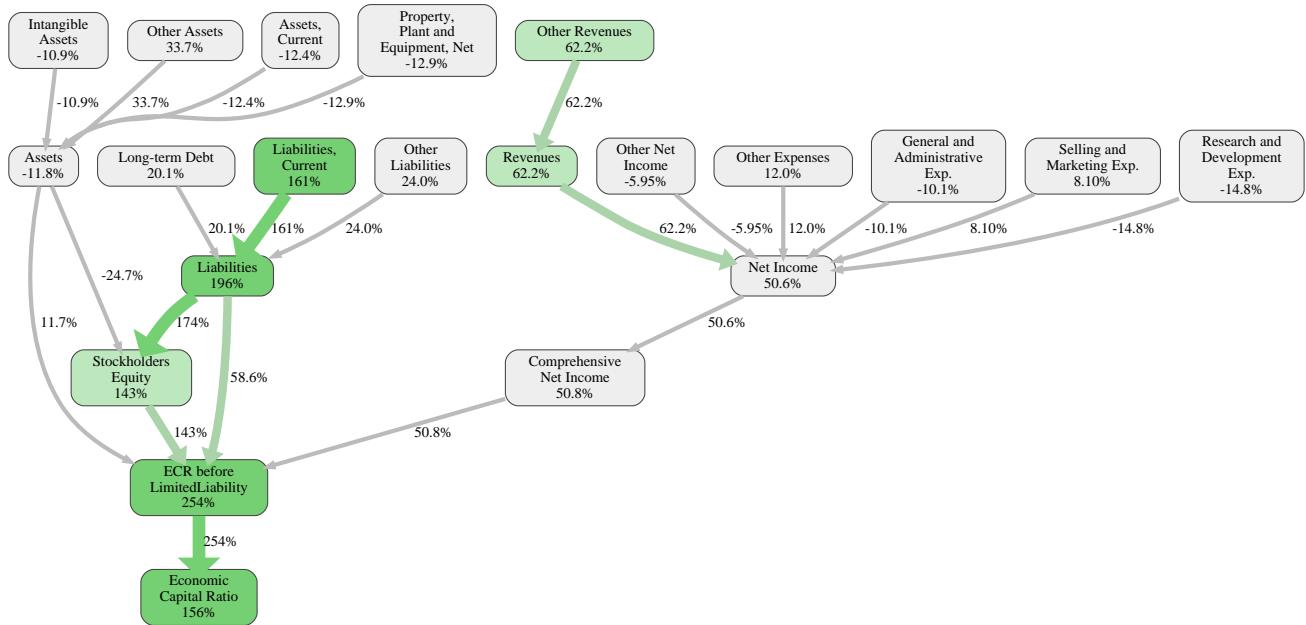 Intangible
Assets
-10.9%
Other Assets
33.7%
Assets,
Current
-12.4%
Property,
Plant and
Equipment, Net
-12.9%
Other Revenues
62.2%
-10.9%
33.7%
-12.4%
-12.9%
62.2%
Assets
-11.8%
Long-term Debt
20.1%
Liabilities,
Current
161%
Other
Liabilities
24.0%
Revenues
62.2%
Other Net
Income
-5.95%
Other Expenses
12.0%
General and
Administrative
Exp.
-10.1%
Selling and
Marketing Exp.
8.10%
Research and
Development
Exp.
-14.8%
20.1%
161%
24.0%
62.2%
-5.95%
12.0%
-10.1%
8.10%
-14.8%
Liabilities
196%
Net Income
50.6%
-24.7%
11.7%
174%
50.6%
Stockholders
Equity
143%
58.6%
Comprehensive
Net Income
50.8%
143%
50.8%
ECR before
LimitedLiability
254%
254%
Economic
Capital Ratio
156%